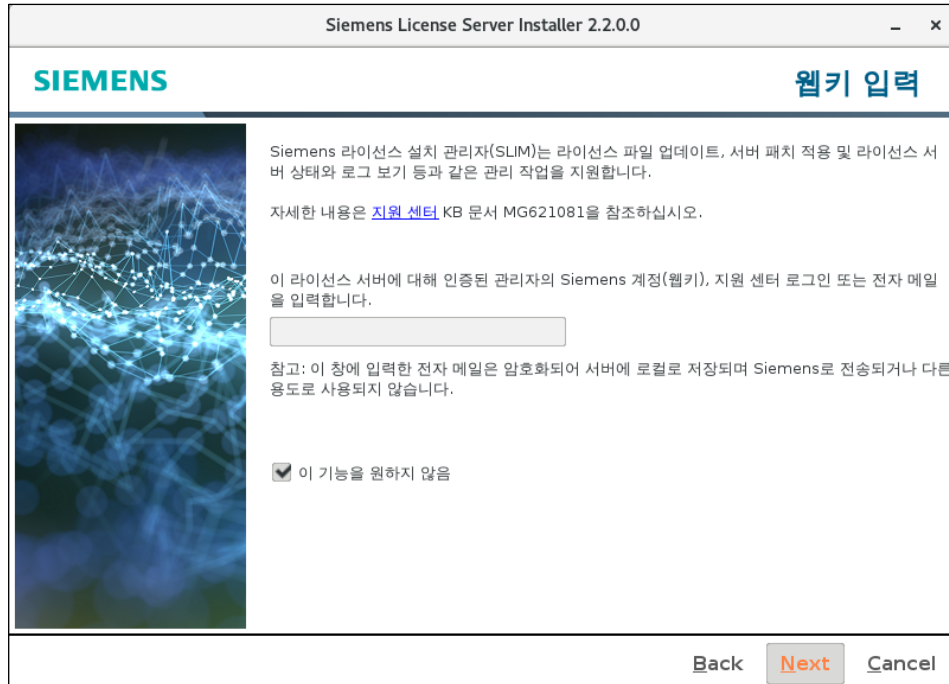 Siemens License Server Installer 2.2.0.0
SIEMENS
웹키 입력
Siemens 라이선스 설치 관리자(SLIM)는 라이선스 파일 업데이트, 서버 패치 적용 및 라이선스 서
버 상태와 로그 보기 등과 같은 관리 작업을 지원합니다.
자세한 내용은 지원 센터 KB 문서 MG621081을 참조하십시오.
이 라이선스 서버에 대해 인증된 관리자의 Siemens 계정(웹키), 지원 센터 로그인 또는 전자 메일
을 입력합니다.
참고: 이 창에 입력한 전자 메일은 암호화되어 서버에 로컬로 저장되며 Siemens로 전송되거나 다른
용도로 사용되지 않습니다.
이 기능을 원하지 않음
Back Next Cancel